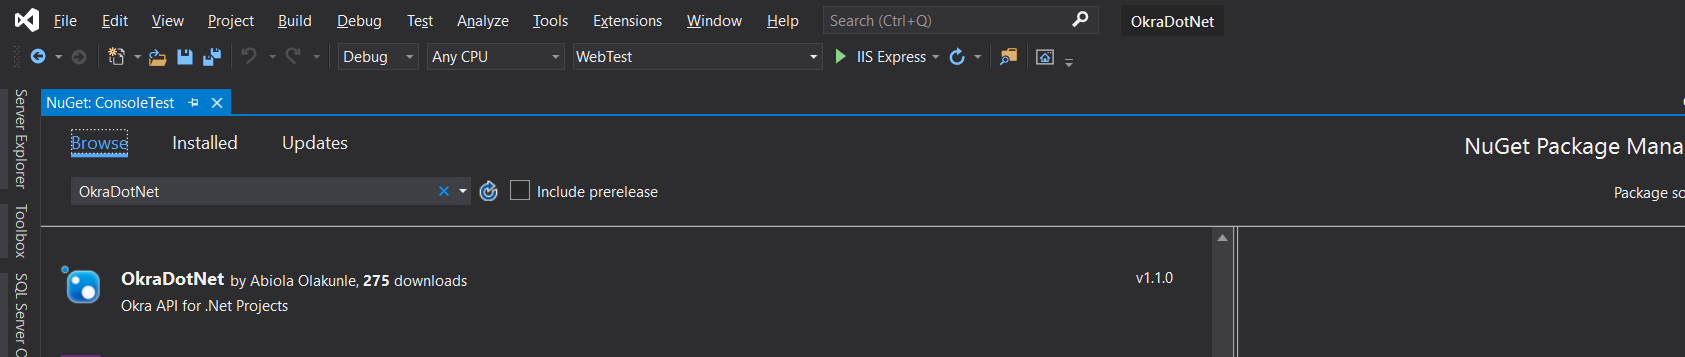 File Edit View Project Build Debug Test Analyze Tools Extensions Window Help Search (Ctrl+Q) OkraDotNet
Debug Any CPU WebTest IIS Express
Server Explorer
Toolbox
SQL Server O
NuGet: ConsoleTest
Browse Installed Updates NuGet Package Mana
OkraDotNet Include prerelease Package so
OkraDotNet by Abiola Olakunle, 275 downloads v1.1.0
Okra API for .Net Projects